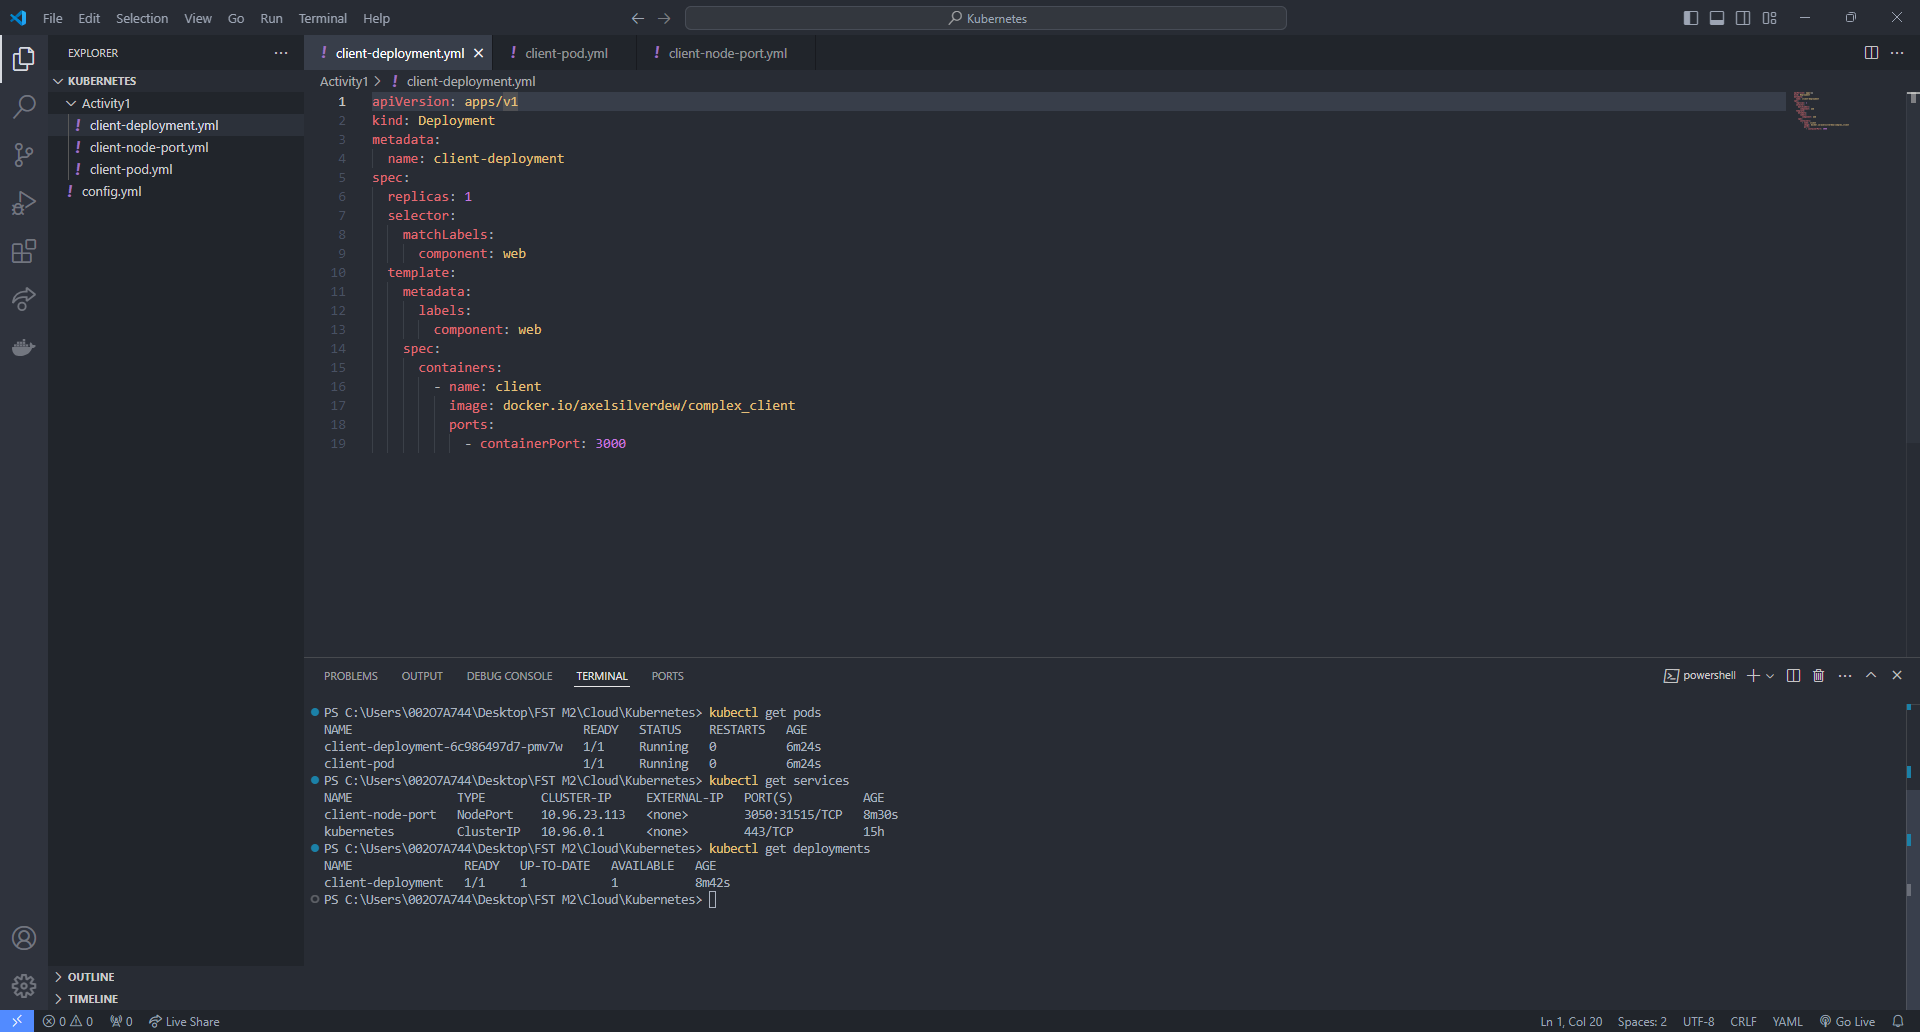 File Edit Selection View Go Run Terminal Help
Kubernetes
EXPLORER
KUBERNETES
Activity1
! client-deployment.yml
! client-node-port.yml
! client-pod.yml
! config.yml
OUTLINE
TIMELINE
! client-deployment.yml ! client-pod.yml ! client-node-port.yml
Activity1 > ! client-deployment.yml
1 apiVersion: apps/v1
2 kind: Deployment
3 metadata:
4   name: client-deployment
5 spec:
6   replicas: 1
7   selector:
8     matchLabels:
9       component: web
10   template:
11     metadata:
12       labels:
13         component: web
14     spec:
15       containers:
16         - name: client
17           image: docker.io/axelsilverdew/complex_client
18           ports:
19             - containerPort: 3000
PROBLEMS OUTPUT DEBUG CONSOLE TERMINAL PORTS
powershell
PS C:\Users\002O7A744\Desktop\FST M2\Cloud\Kubernetes> kubectl get pods
NAME READY STATUS RESTARTS AGE
client-deployment-6c986497d7-pmv7w 1/1 Running 0 6m24s
client-pod 1/1 Running 0 6m24s
PS C:\Users\002O7A744\Desktop\FST M2\Cloud\Kubernetes> kubectl get services
NAME TYPE CLUSTER-IP EXTERNAL-IP PORT(S) AGE
client-node-port NodePort 10.96.23.113 <none> 3050:31515/TCP 8m30s
kubernetes ClusterIP 10.96.0.1 <none> 443/TCP 15h
PS C:\Users\002O7A744\Desktop\FST M2\Cloud\Kubernetes> kubectl get deployments
NAME READY UP-TO-DATE AVAILABLE AGE
client-deployment 1/1 1 1 8m42s
PS C:\Users\002O7A744\Desktop\FST M2\Cloud\Kubernetes>
0 0 0 Live Share
Ln 1, Col 20 Spaces: 2 UTF-8 CRLF YAML Go Live